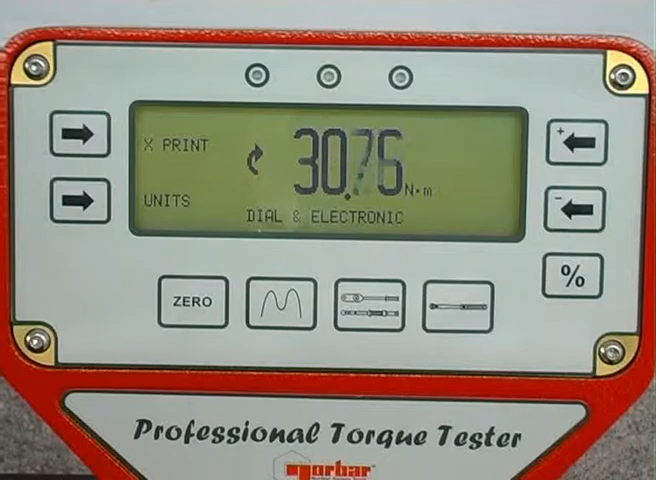 X PRINT
30.76 N·m
UNITS
DIAL & ELECTRONIC
+
-
%
ZERO
Professional Torque Tester
norbar